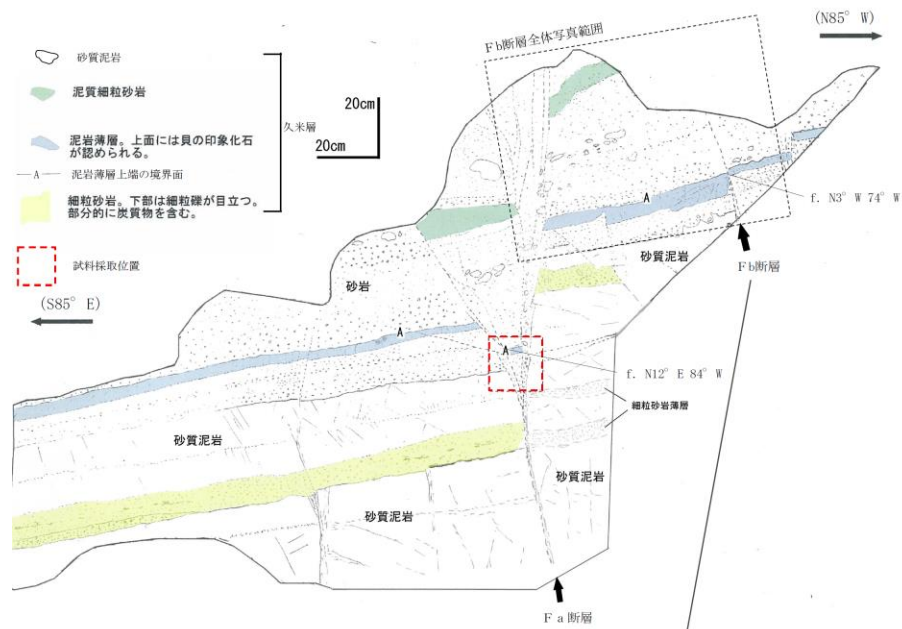 (N85° W)
Ｆb断層全体写真範囲
砂質泥岩
泥質細粒砂岩
20cm
20cm
久米層
泥岩薄層。上面には貝の印象化石
が認められる。
—A— 泥岩薄層上端の境界面
細粒砂岩。下部は細粒礫が目立つ。
部分的に炭質物を含む。
試料採取位置
(S85° E)
A
f. N3° W 74° W
砂質泥岩
Ｆb断層
砂岩
A
A
f. N12° E 84° W
細粒砂岩薄層
砂質泥岩
砂質泥岩
砂質泥岩
Ｆａ断層